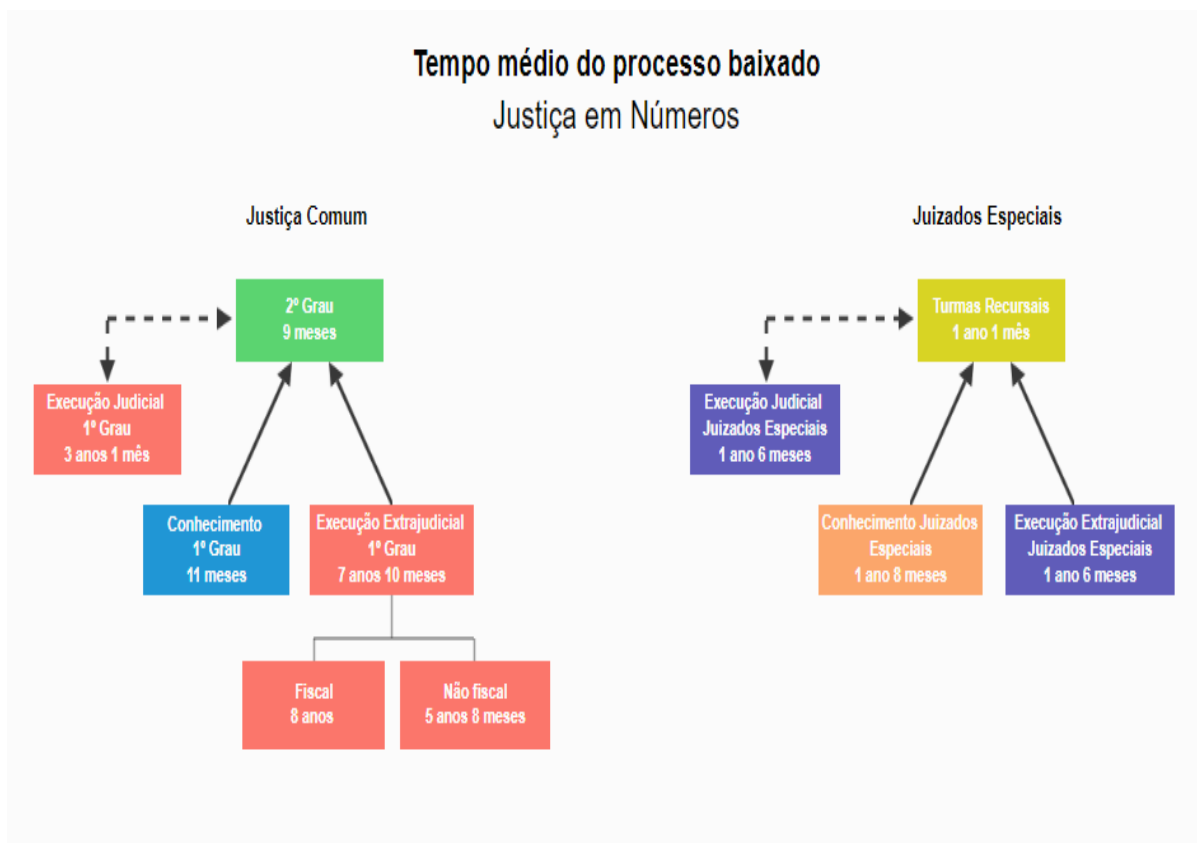 Tempo médio do processo baixado
Justiça em Números
Justiça Comum
2º Grau
9 meses
Execução Judicial
1º Grau
3 anos 1 mês
Conhecimento
1º Grau
11 meses
Execução Extrajudicial
1º Grau
7 anos 10 meses
Fiscal
8 anos
Não fiscal
5 anos 8 meses
Juizados Especiais
Turmas Recursais
1 ano 1 mês
Execução Judicial
Juizados Especiais
1 ano 6 meses
Conhecimento Juizados
Especiais
1 ano 8 meses
Execução Extrajudicial
Juizados Especiais
1 ano 6 meses